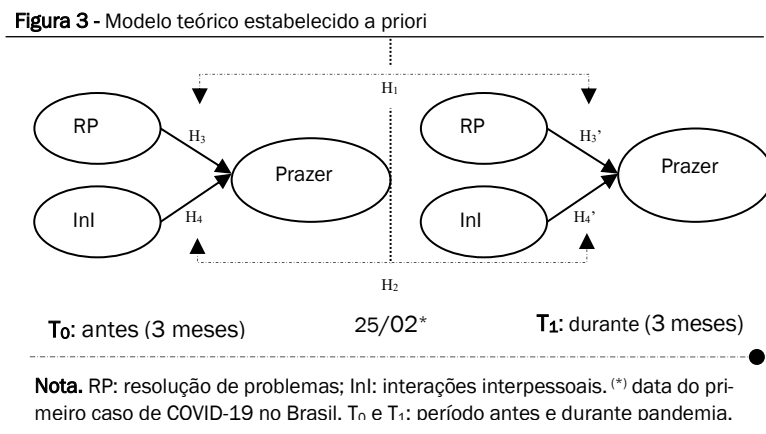 Figura 3 - Modelo teórico estabelecido a priori
H₁
RP
RP
H₃
H₃’
Prazer
Prazer
InI
InI
H₄
H₄’
H₂
T₀: antes (3 meses)
25/02*
T₁: durante (3 meses)
Nota. RP: resolução de problemas; InI: interações interpessoais. (*) data do pri-
meiro caso de COVID-19 no Brasil. T₀ e T₁: período antes e durante pandemia.